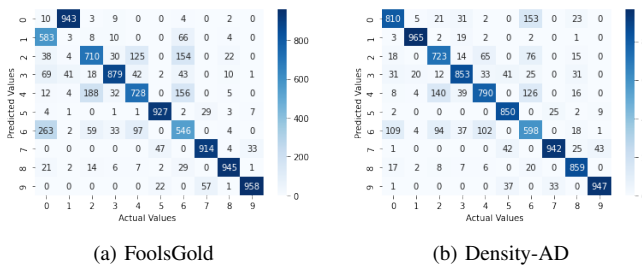 0 10 943 3 9 0 0 4 0 2 0
1 583 3 8 10 0 0 66 0 4 0
2 38 4 710 30 125 0 154 0 22 0
3 69 41 18 879 42 2 43 0 10 1
4 12 4 188 32 728 0 156 0 5 0
5 4 1 0 1 1 927 2 29 3 7
6 263 2 59 33 97 0 546 0 4 0
7 1 0 0 0 0 47 0 914 4 33
8 21 2 14 6 7 2 29 0 945 1
9 0 0 0 0 0 22 0 57 1 958
0 1 2 3 4 5 6 7 8 9
Predicted Values
Actual Values
800
600
400
200
0
0 810 5 21 31 2 0 153 0 23 0
1 3 965 2 19 2 0 2 0 1 0
2 18 2 723 14 65 0 76 0 15 0
3 31 20 12 853 33 41 25 0 31 0
4 8 4 140 39 790 0 126 0 16 0
5 2 0 0 0 0 850 0 25 2 9
6 109 4 94 37 102 0 598 0 18 1
7 1 0 0 0 0 42 0 942 25 43
8 17 2 8 7 6 0 20 0 859 0
9 1 0 0 0 0 37 0 33 0 947
0 1 2 3 4 5 6 7 8 9
Predicted Values
Actual Values
(a) FoolsGold
(b) Density-AD